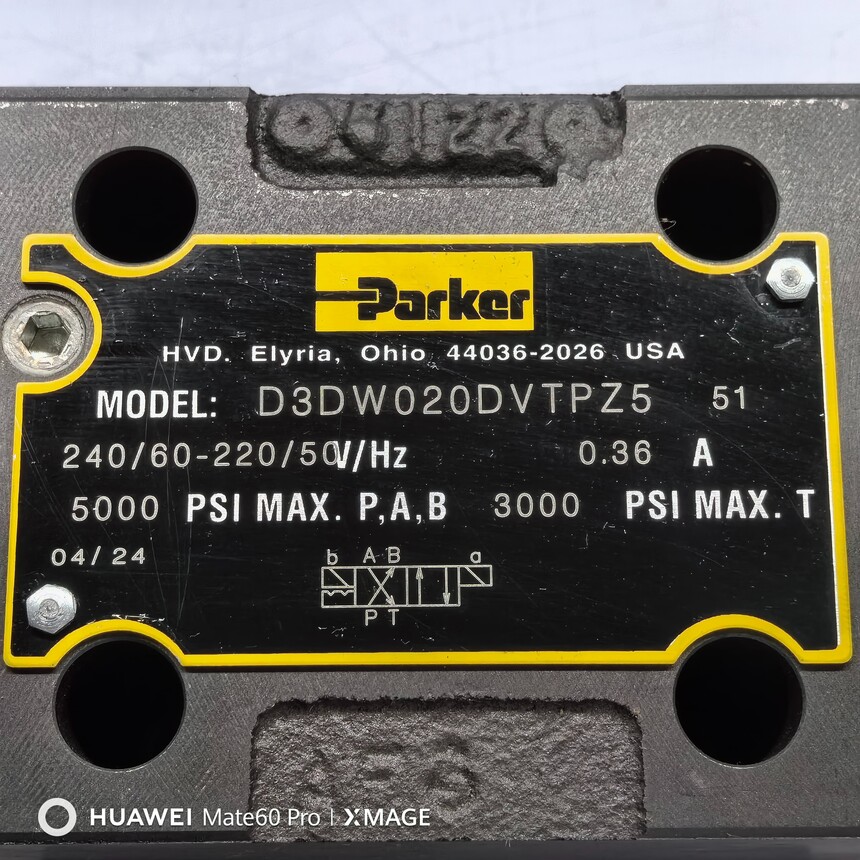 Parker
HVD. Elyria, Ohio 44036-2026 USA
MODEL: D3DW020DVTPZ5 51
240/60-220/50V/Hz 0.36 A
5000 PSI MAX. P,A,B 3000 PSI MAX. T
04/24
b A B a
P T
HUAWEI Mate60 Pro | XMAGE